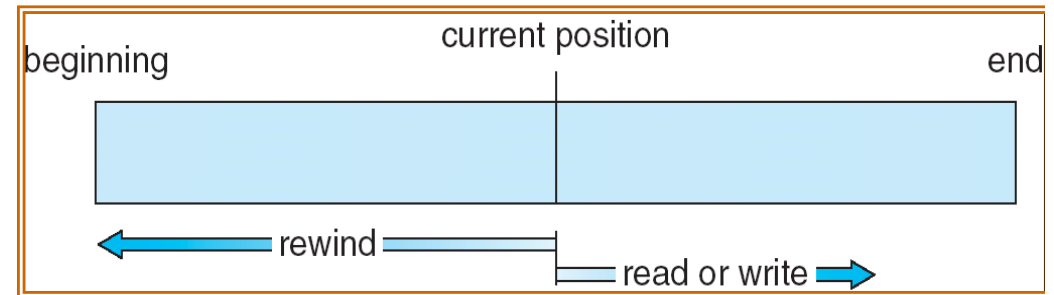 current position
beginning
end
rewind
read or write